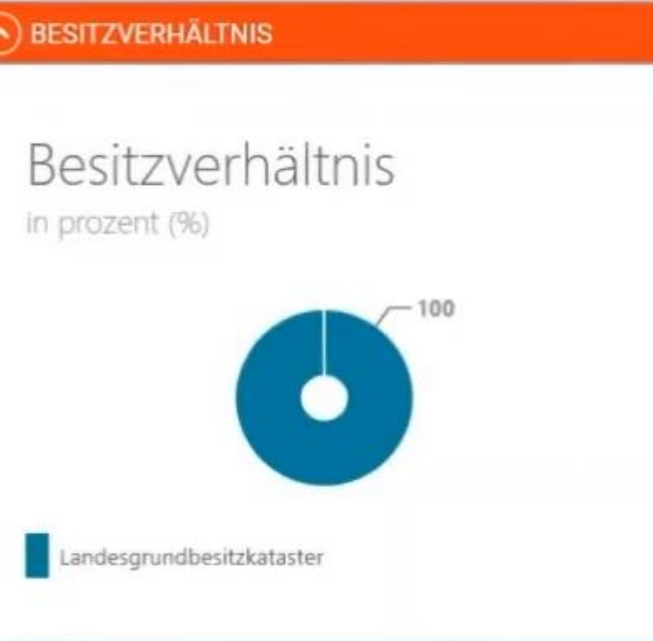 BESITZVERHÄLTNIS
Besitzverhältnis
in prozent (%)
100
Landesgrundbesitzkataster